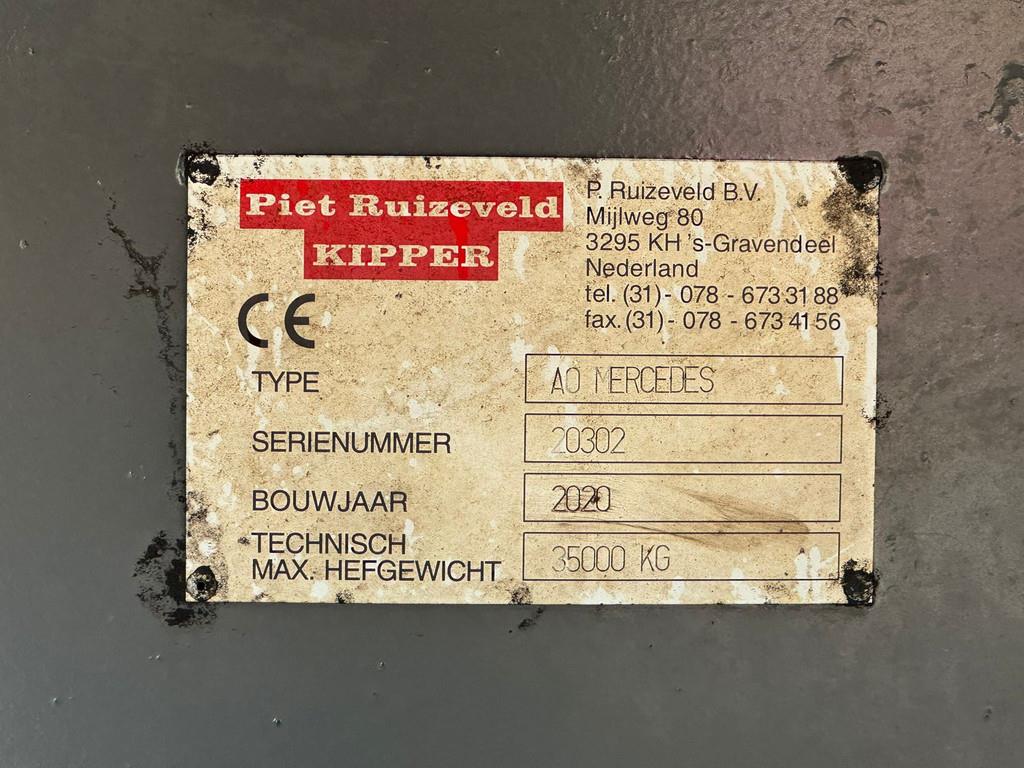 Piet Ruizeveld
KIPPER
P. Ruizeveld B.V.
Mijlweg 80
3295 KH 's-Gravendeel
Nederland
tel. (31) - 078 - 673 31 88
fax. (31) - 078 - 673 41 56
CE
TYPE AO MERCEDES
SERIENUMMER 20302
BOUWJAAR 2020
TECHNISCH
MAX. HEFGEWICHT 35000 KG